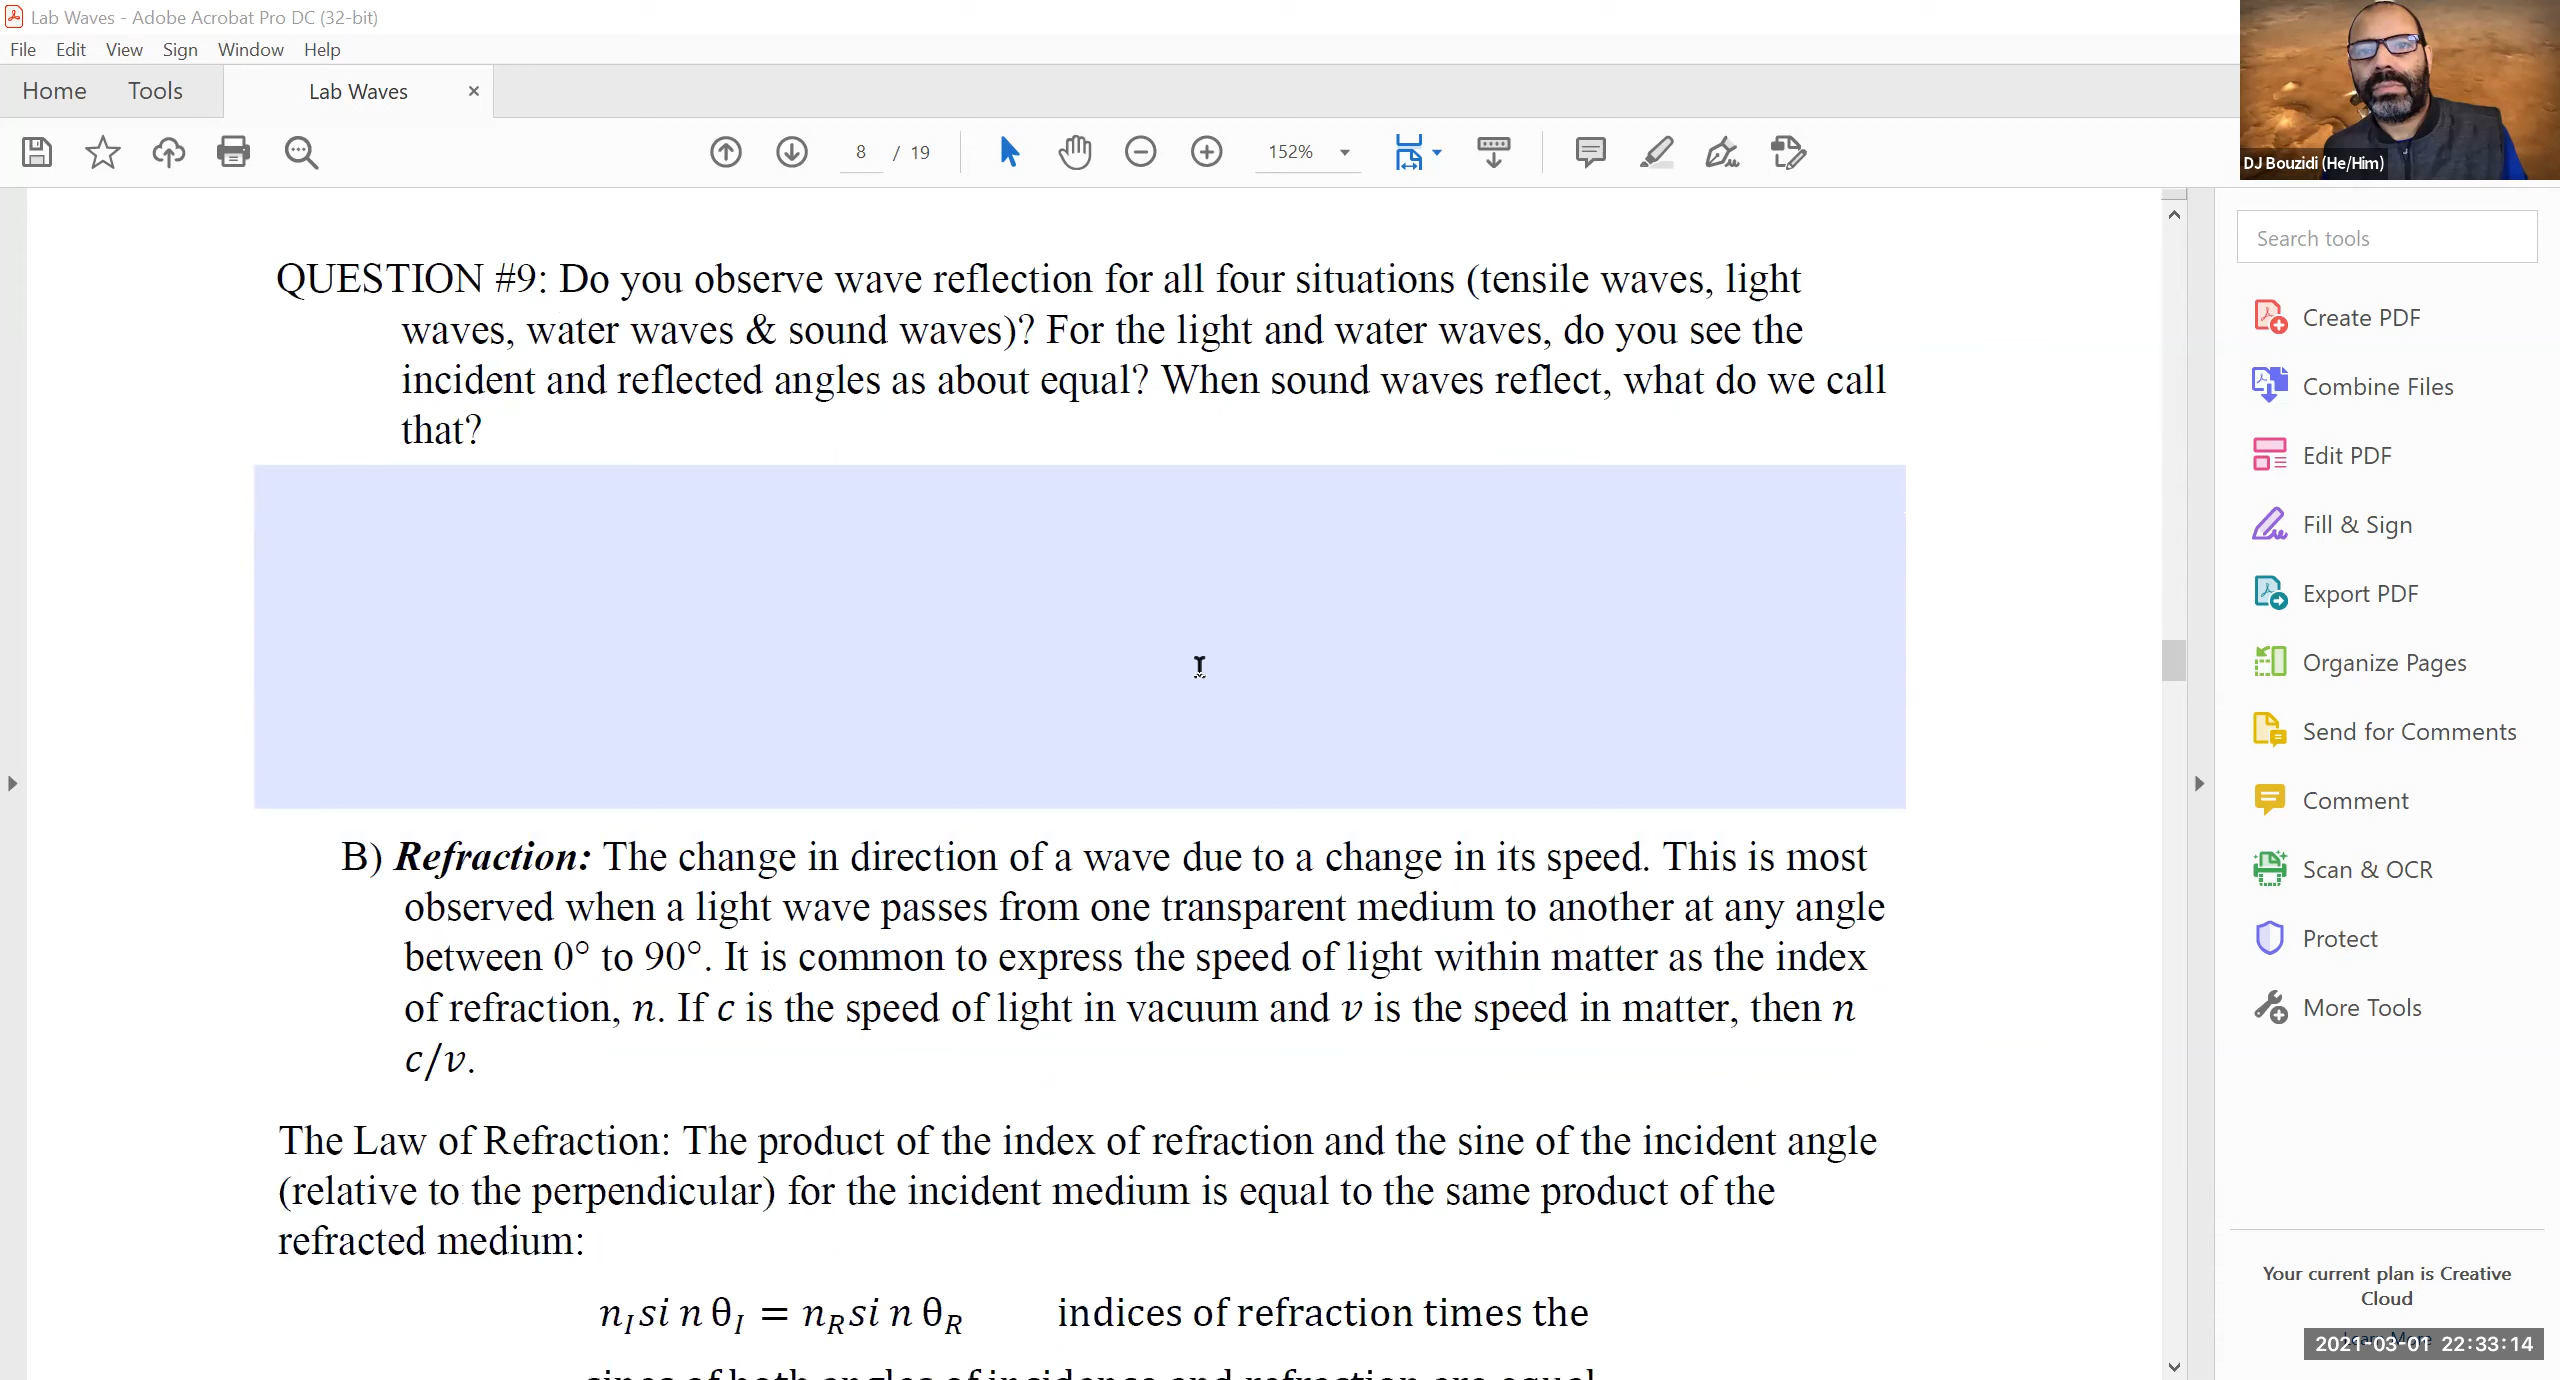 Lab Waves - Adobe Acrobat Pro DC (32-bit)
File Edit View Sign Window Help
Home Tools Lab Waves ×
8 / 19 152%
DJ Bouzidi (He/Him)
QUESTION #9: Do you observe wave reflection for all four situations (tensile waves, light
waves, water waves & sound waves)? For the light and water waves, do you see the
incident and reflected angles as about equal? When sound waves reflect, what do we call
that?
B) Refraction: The change in direction of a wave due to a change in its speed. This is most
observed when a light wave passes from one transparent medium to another at any angle
between 0° to 90°. It is common to express the speed of light within matter as the index
of refraction, n. If c is the speed of light in vacuum and v is the speed in matter, then n
c/v.
The Law of Refraction: The product of the index of refraction and the sine of the incident angle
(relative to the perpendicular) for the incident medium is equal to the same product of the
refracted medium:
n_I si n θ_I = n_R si n θ_R indices of refraction times the
sines of both angles of incidence and refraction are equal
Search tools
Create PDF
Combine Files
Edit PDF
Fill & Sign
Export PDF
Organize Pages
Send for Comments
Comment
Scan & OCR
Protect
More Tools
Your current plan is Creative
Cloud
2021-03-01 22:33:14